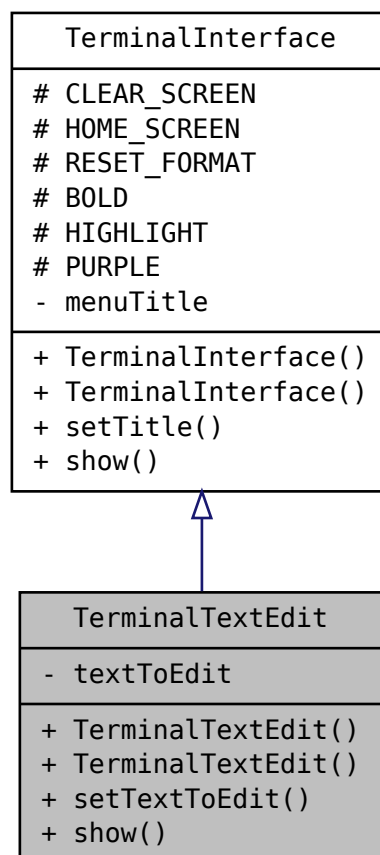 TerminalInterface
# CLEAR_SCREEN
# HOME_SCREEN
# RESET_FORMAT
# BOLD
# HIGHLIGHT
# PURPLE
- menuTitle
+ TerminalInterface()
+ TerminalInterface()
+ setTitle()
+ show()
TerminalTextEdit
- textToEdit
+ TerminalTextEdit()
+ TerminalTextEdit()
+ setTextToEdit()
+ show()